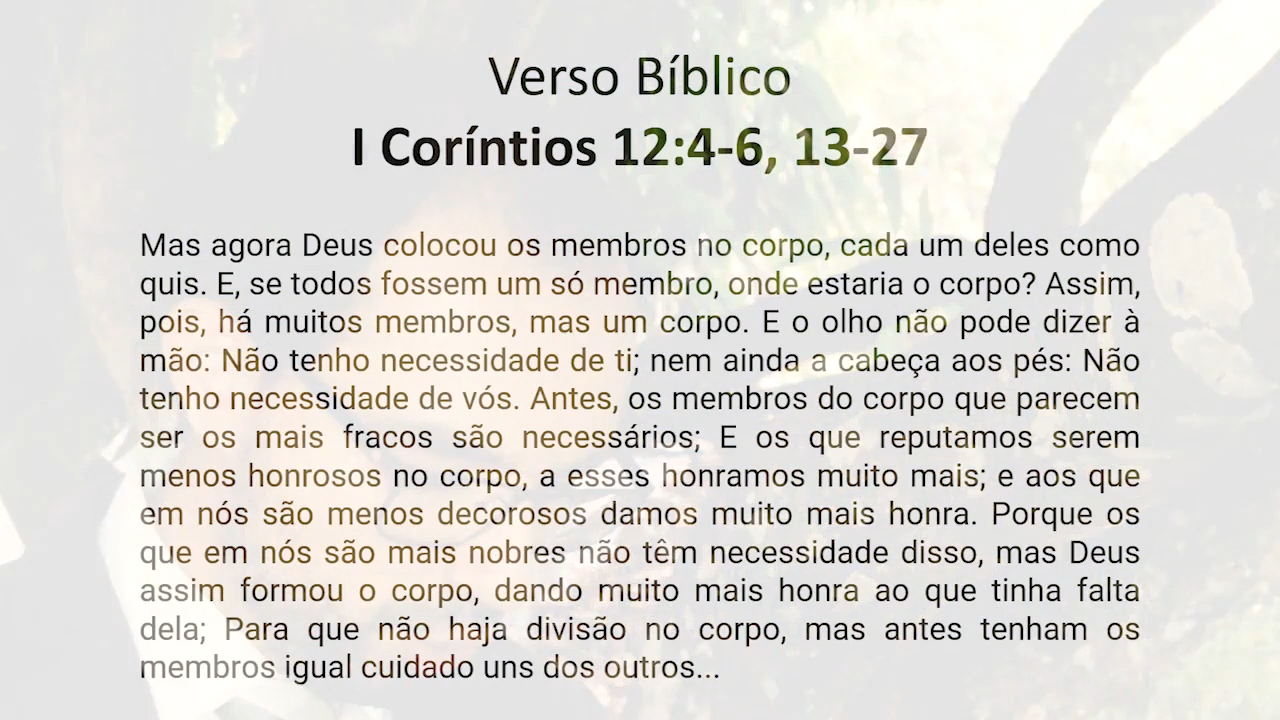 Verso Bíblico
I Coríntios 12:4-6, 13-27
Mas agora Deus colocou os membros no corpo, cada um deles como
quis. E, se todos fossem um só membro, onde estaria o corpo? Assim,
pois, há muitos membros, mas um corpo. E o olho não pode dizer à
mão: Não tenho necessidade de ti; nem ainda a cabeça aos pés: Não
tenho necessidade de vós. Antes, os membros do corpo que parecem
ser os mais fracos são necessários; E os que reputamos serem
menos honrosos no corpo, a esses honramos muito mais; e aos que
em nós são menos decorosos damos muito mais honra. Porque os
que em nós são mais nobres não têm necessidade disso, mas Deus
assim formou o corpo, dando muito mais honra ao que tinha falta
dela; Para que não haja divisão no corpo, mas antes tenham os
membros igual cuidado uns dos outros...